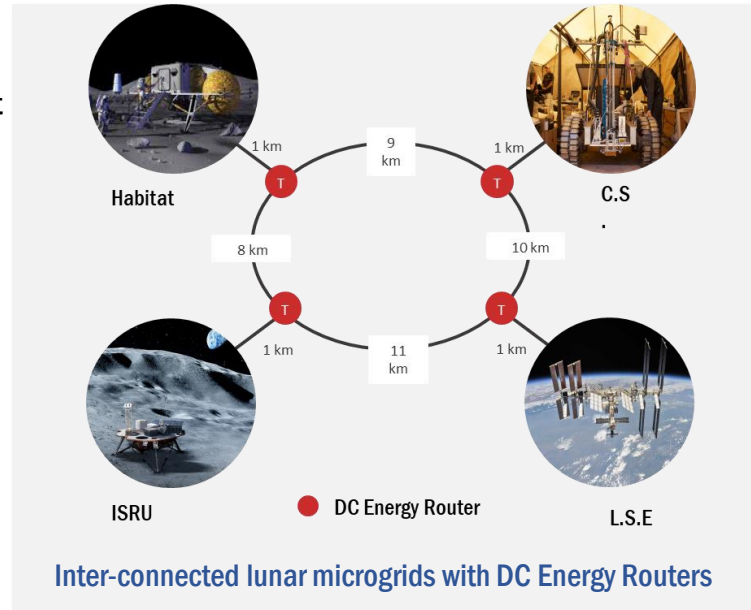 t
1 km
9
km
1 km
T
T
Habitat
C.S
.
8 km
10 km
T
T
1 km
11
km
1 km
ISRU
DC Energy Router
L.S.E
Inter-connected lunar microgrids with DC Energy Routers